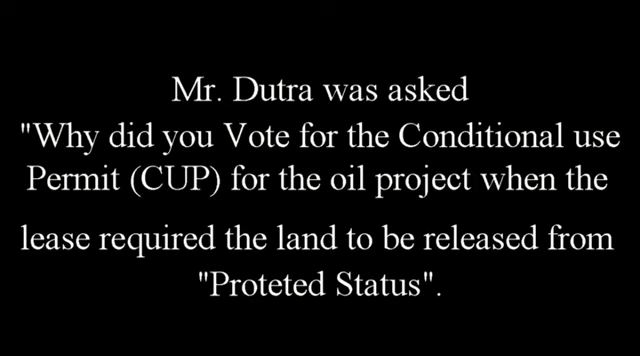 Mr. Dutra was asked
"Why did you Vote for the Conditional use
Permit (CUP) for the oil project when the
lease required the land to be released from
"Proteted Status".